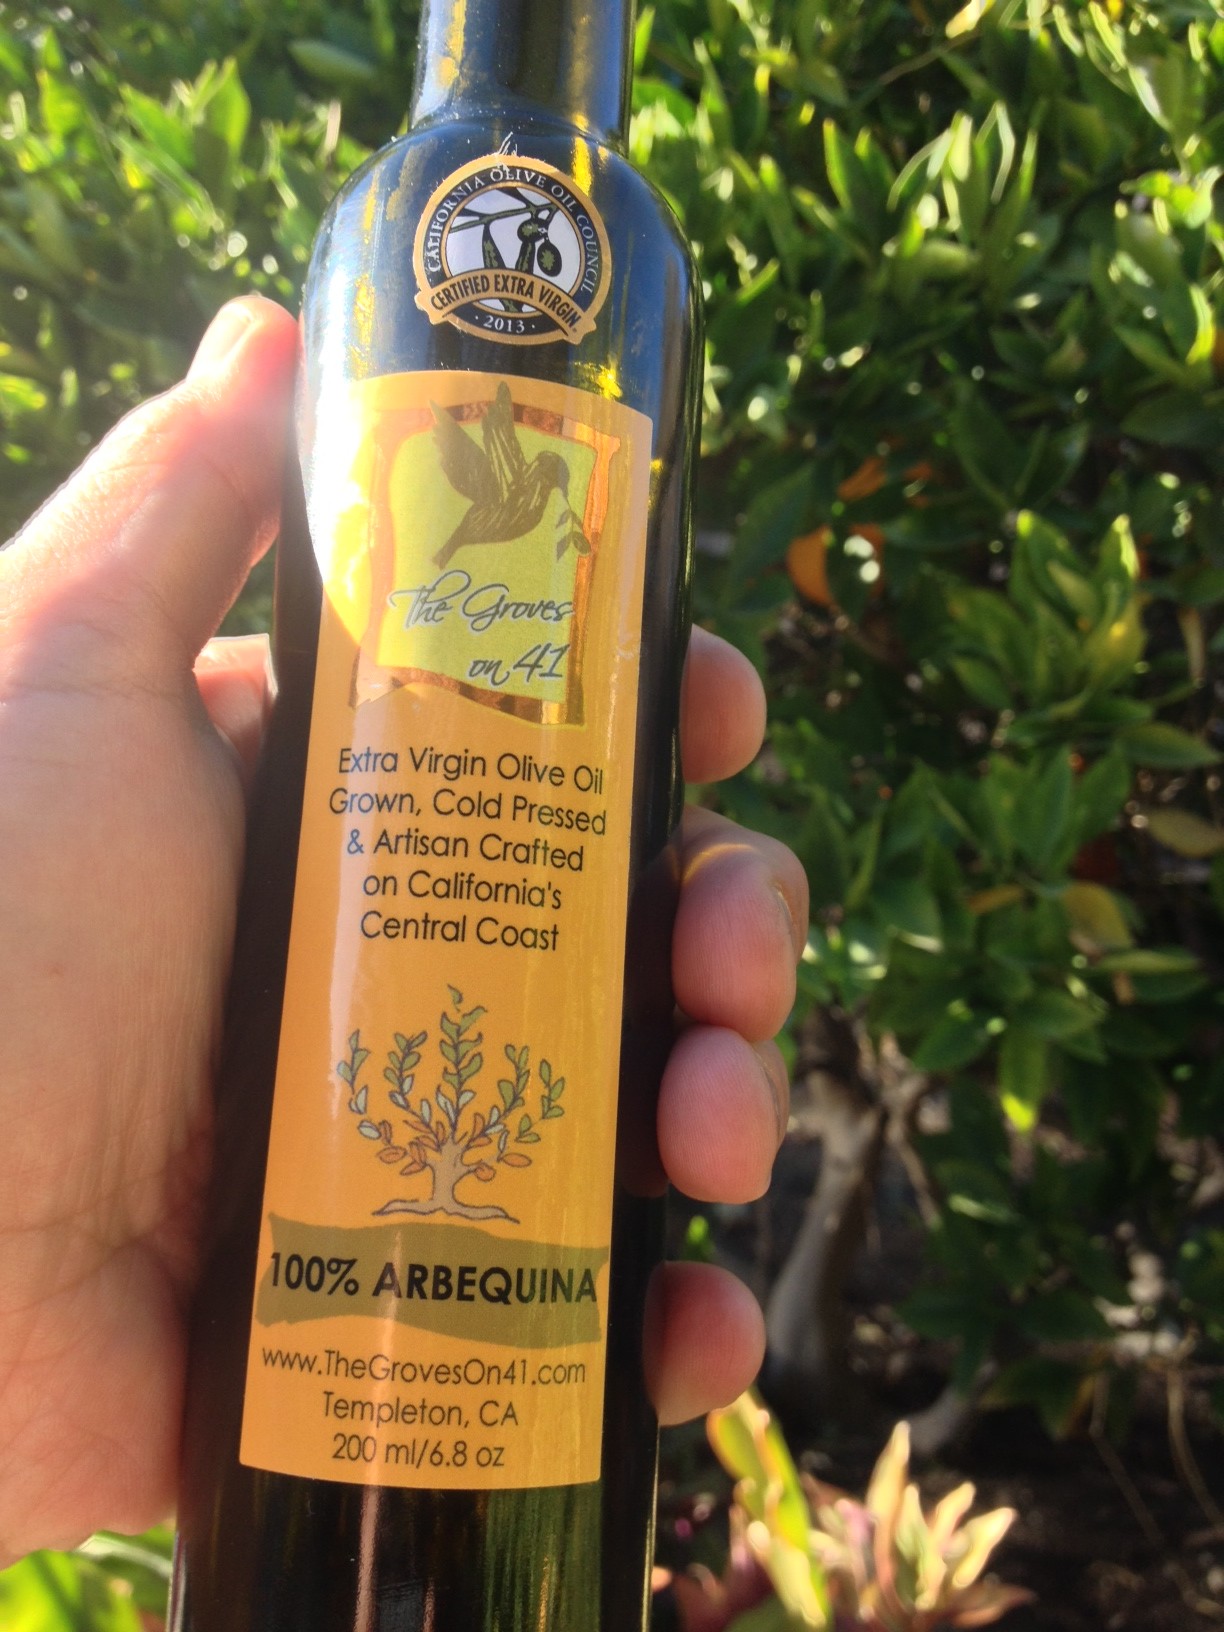 CALIFORNIA OLIVE OIL COUNCIL
CERTIFIED EXTRA VIRGIN
· 2013 ·
The Groves
on 41
Extra Virgin Olive Oil
Grown, Cold Pressed
& Artisan Crafted
on California's
Central Coast
100% ARBEQUINA
www.TheGrovesOn41.com
Templeton, CA
200 ml/6.8 oz